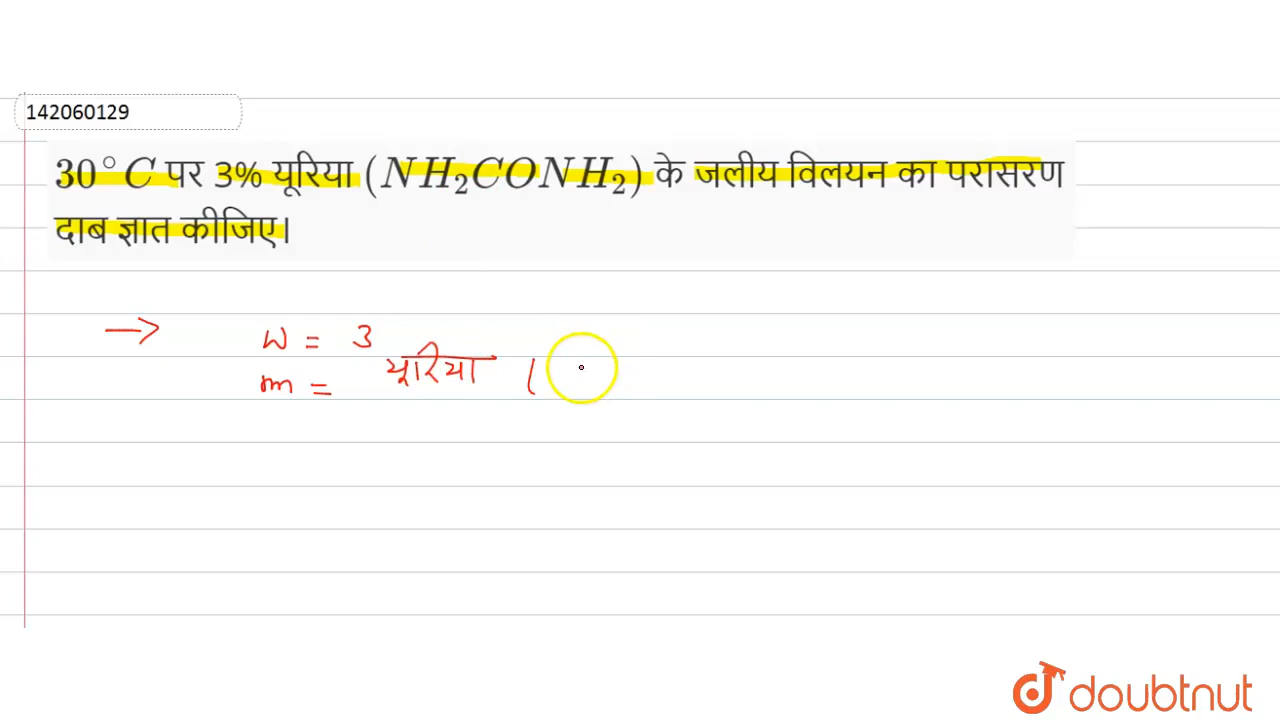 142060129
30°C पर 3% यूरिया (NH₂CONH₂) के जलीय विलयन का परासरण
दाब ज्ञात कीजिए।
→ W = 3
m = यूरिया (
doubtnut